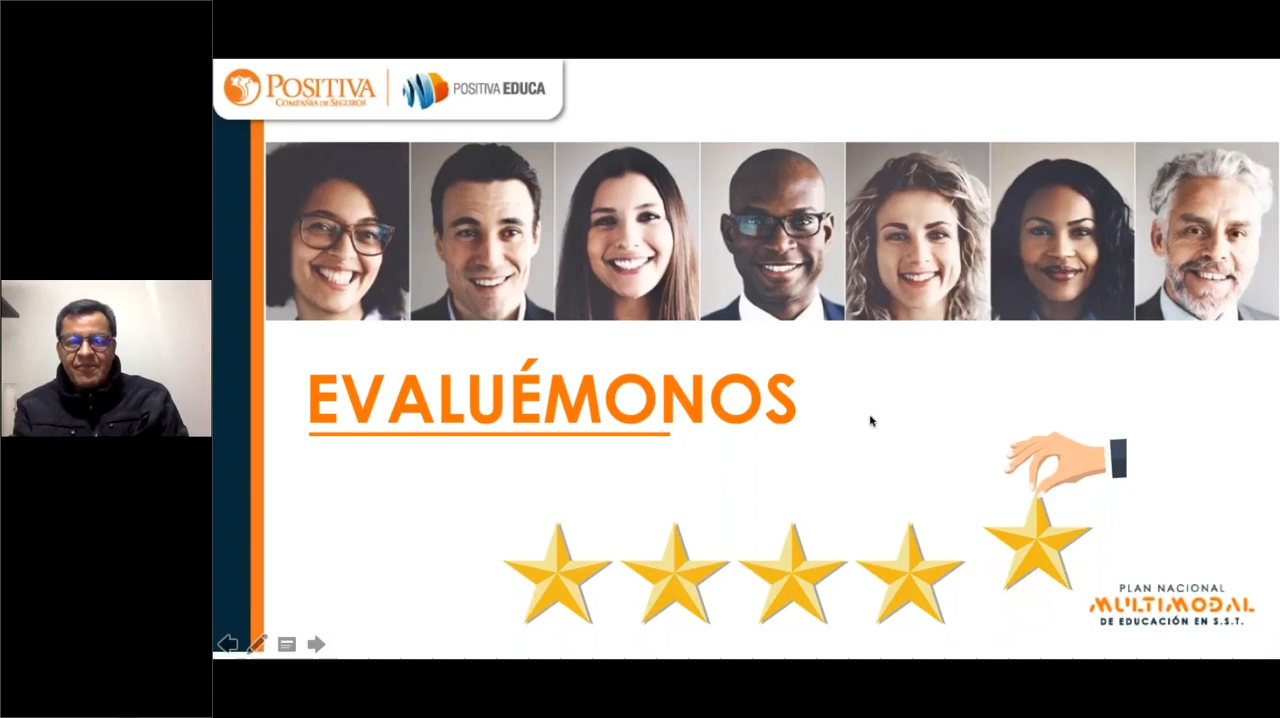 POSITIVA
COMPAÑÍA DE SEGUROS
POSITIVA EDUCA
EVALUÉMONOS
PLAN NACIONAL
MULTIMODAL
DE EDUCACIÓN EN S.S.T.